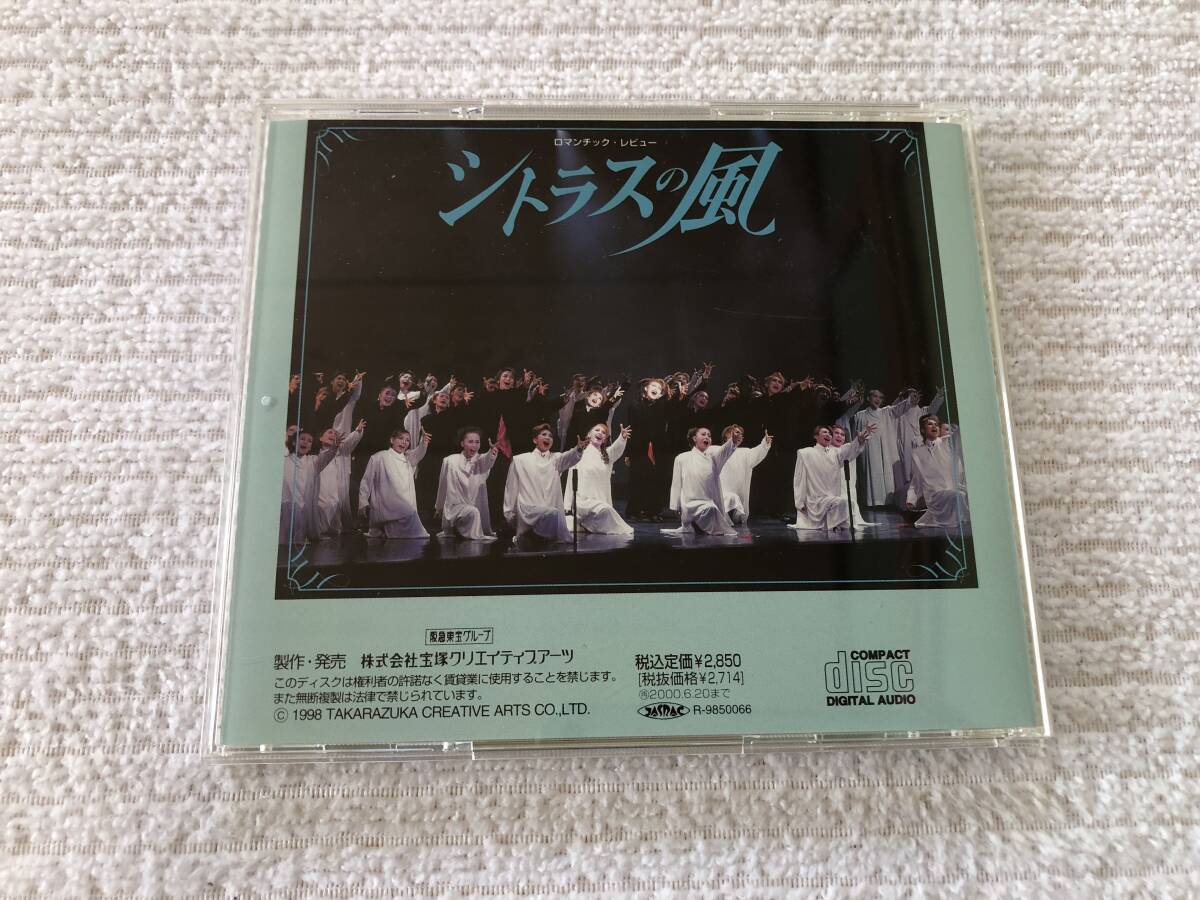 ロマンチック・レビュー
シトラスの風
阪急東宝グループ
製作・発売 株式会社宝塚クリエイティブアーツ
このディスクは権利者の許諾なく賃貸業に使用することを禁じます。
また無断複製は法律で禁じられています。
© 1998 TAKARAZUKA CREATIVE ARTS CO.,LTD.
税込定価¥2,850
[税抜価格¥2,714]
再2000.6.20まで
JASRAC R-9850066
COMPACT
disc
DIGITAL AUDIO